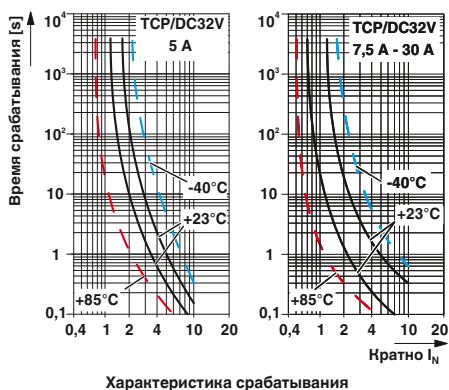 Время срабатывания [s]
10⁴
10³
10²
10
1
0,1
TCP/DC32V
5 A
-40°C
+23°C
+85°C
0,4 1 2 4 10 20
10⁴
10³
10²
10
1
0,1
TCP/DC32V
7,5 A - 30 A
-40°C
+23°C
+85°C
0,4 1 2 4 10 20
Кратно I_N
Характеристика срабатывания